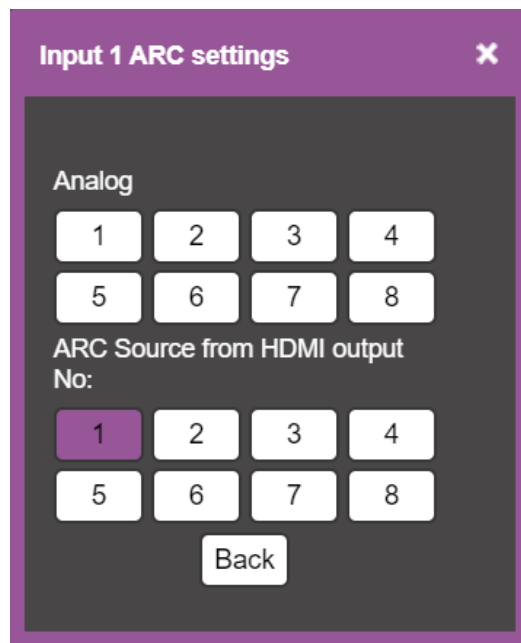 Input 1 ARC settings ×
Analog
1 2 3 4
5 6 7 8
ARC Source from HDMI output
No:
1 2 3 4
5 6 7 8
Back